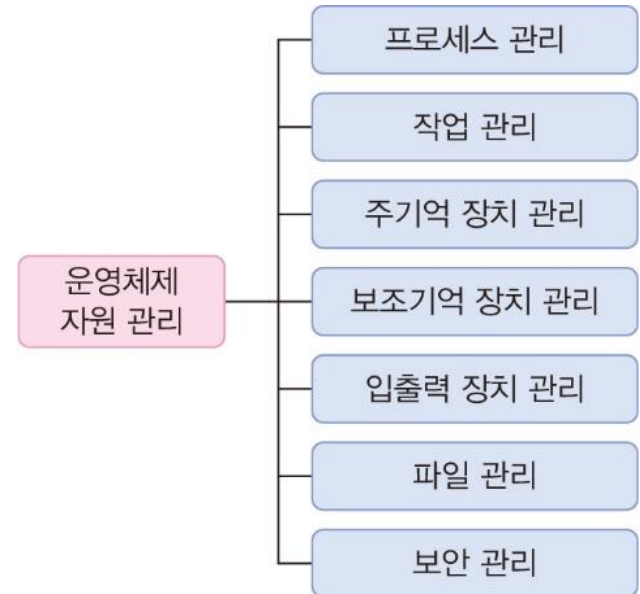 프로세스 관리
작업 관리
주기억 장치 관리
운영체제
자원 관리
보조기억 장치 관리
입출력 장치 관리
파일 관리
보안 관리